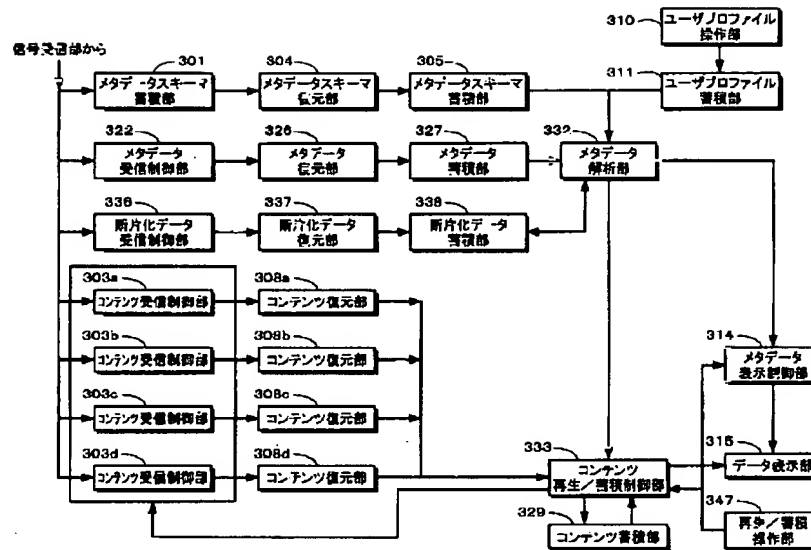 信号受信部から
301
メタデータスキーマ
蓄積部
304
メタデータスキーマ
復元部
305
メタデータスキーマ
蓄積部
310
ユーザプロファイル
操作部
311
ユーザプロファイル
蓄積部
322
メタデータ
受信制御部
326
メタデータ
復元部
327
メタデータ
蓄積部
332
メタデータ
解析部
336
断片化データ
受信制御部
337
断片化データ
復元部
338
断片化データ
蓄積部
303a
コンテンツ受信制御部
308a
コンテンツ復元部
303b
コンテンツ受信制御部
308b
コンテンツ復元部
303c
コンテンツ受信制御部
308c
コンテンツ復元部
303d
コンテンツ受信制御部
308d
コンテンツ復元部
314
メタデータ
表示制御部
315
データ表示部
333
コンテンツ
再生/蓄積制御部
329
コンテンツ蓄積部
347
再生/蓄積
操作部